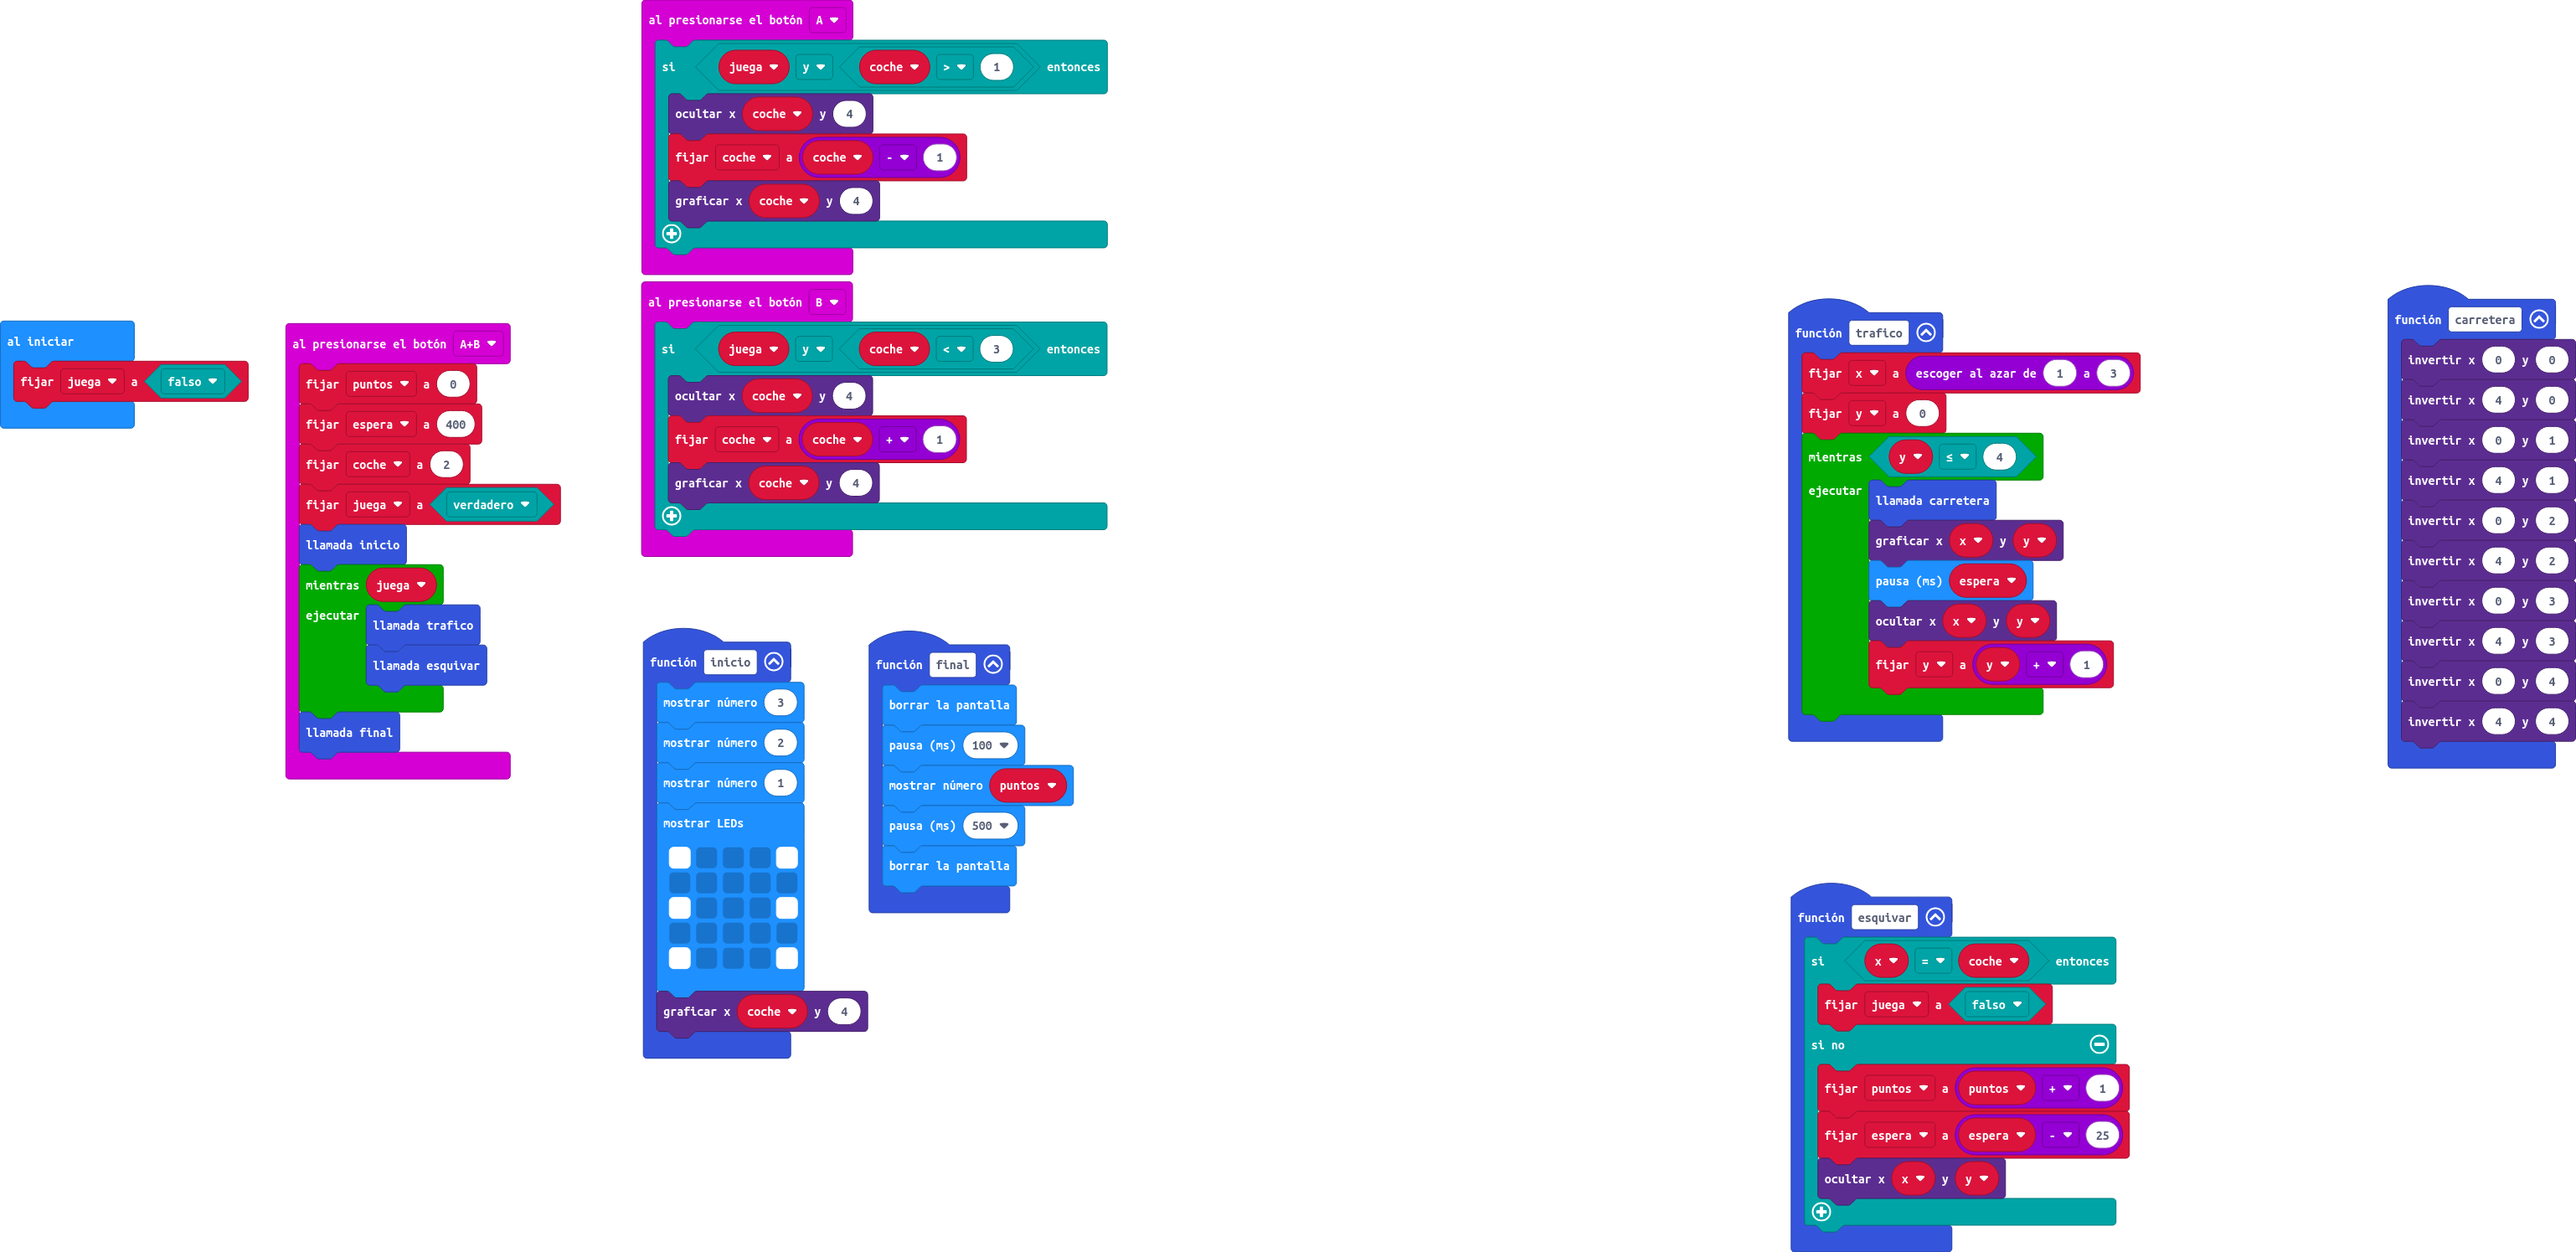 al iniciar
fijar juega a falso
al presionarse el botón A+B
fijar puntos a 0
fijar espera a 400
fijar coche a 2
fijar juega a verdadero
llamada inicio
mientras juega
ejecutar
llamada trafico
llamada esquivar
llamada final
al presionarse el botón A
si juega y coche > 1 entonces
ocultar x coche y 4
fijar coche a coche - 1
graficar x coche y 4
al presionarse el botón B
si juega y coche < 3 entonces
ocultar x coche y 4
fijar coche a coche + 1
graficar x coche y 4
función inicio
mostrar número 3
mostrar número 2
mostrar número 1
mostrar LEDs
graficar x coche y 4
función final
borrar la pantalla
pausa (ms) 100
mostrar número puntos
pausa (ms) 500
borrar la pantalla
función trafico
fijar x a escoger al azar de 1 a 3
fijar y a 0
mientras y ≤ 4
ejecutar
llamada carretera
graficar x x y y
pausa (ms) espera
ocultar x x y y
fijar y a y + 1
función esquivar
si x = coche entonces
fijar juega a falso
si no
fijar puntos a puntos + 1
fijar espera a espera - 25
ocultar x x y y
función carretera
invertir x 0 y 0
invertir x 4 y 0
invertir x 0 y 1
invertir x 4 y 1
invertir x 0 y 2
invertir x 4 y 2
invertir x 0 y 3
invertir x 4 y 3
invertir x 0 y 4
invertir x 4 y 4